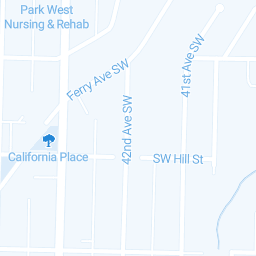 Park West
Nursing & Rehab
Ferry Ave SW
41st Ave SW
42nd Ave SW
California Place
SW Hill St